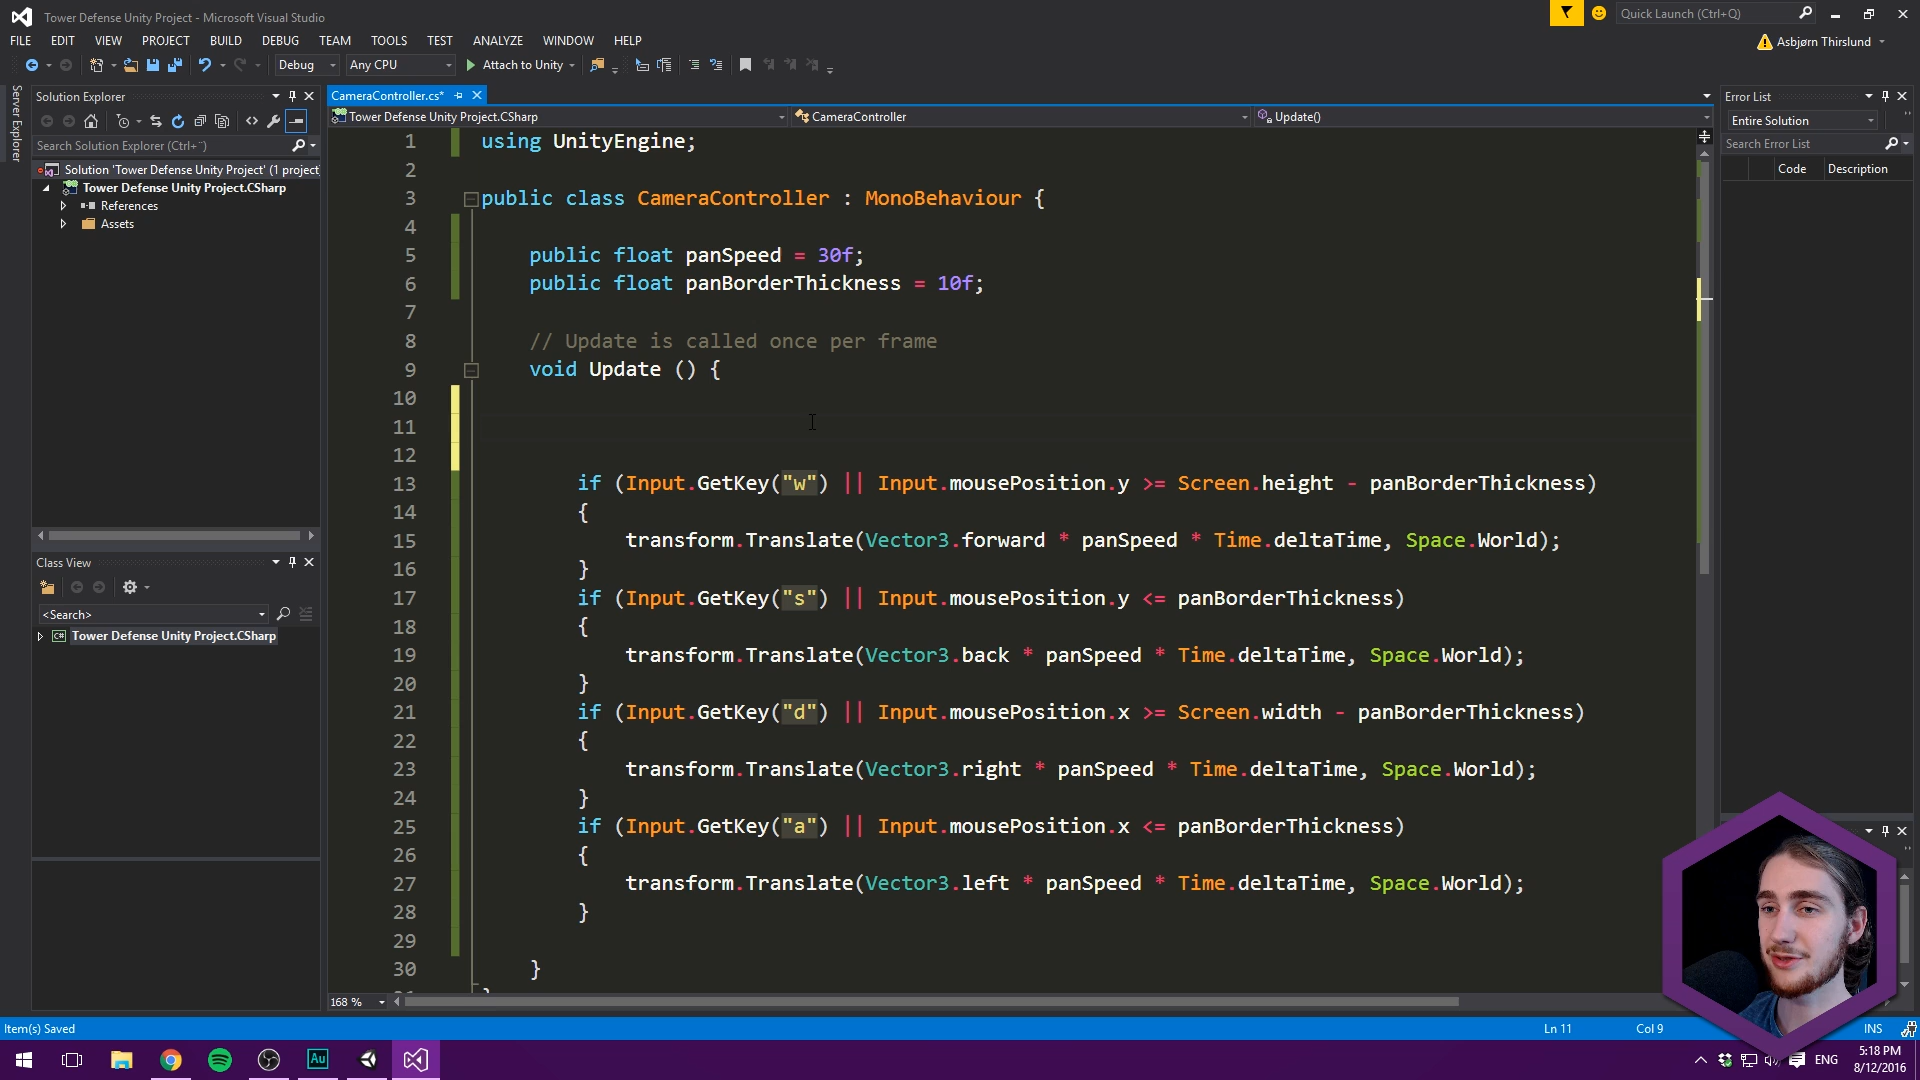 Tower Defense Unity Project - Microsoft Visual Studio
Quick Launch (Ctrl+Q)
FILE EDIT VIEW PROJECT BUILD DEBUG TEAM TOOLS TEST ANALYZE WINDOW HELP
Asbjørn Thirslund
Debug Any CPU Attach to Unity
Server Explorer
Solution Explorer
Search Solution Explorer (Ctrl+¨)
Solution 'Tower Defense Unity Project' (1 project
Tower Defense Unity Project.CSharp
References
Assets
Class View
<Search>
Tower Defense Unity Project.CSharp
CameraController.cs*
Tower Defense Unity Project.CSharp CameraController Update()
1 using UnityEngine;
2
3 public class CameraController : MonoBehaviour {
4
5 public float panSpeed = 30f;
6 public float panBorderThickness = 10f;
7
8 // Update is called once per frame
9 void Update () {
10
11
12
13 if (Input.GetKey("w") || Input.mousePosition.y >= Screen.height - panBorderThickness)
14 {
15 transform.Translate(Vector3.forward * panSpeed * Time.deltaTime, Space.World);
16 }
17 if (Input.GetKey("s") || Input.mousePosition.y <= panBorderThickness)
18 {
19 transform.Translate(Vector3.back * panSpeed * Time.deltaTime, Space.World);
20 }
21 if (Input.GetKey("d") || Input.mousePosition.x >= Screen.width - panBorderThickness)
22 {
23 transform.Translate(Vector3.right * panSpeed * Time.deltaTime, Space.World);
24 }
25 if (Input.GetKey("a") || Input.mousePosition.x <= panBorderThickness)
26 {
27 transform.Translate(Vector3.left * panSpeed * Time.deltaTime, Space.World);
28 }
29
30 }
168 %
Error List
Entire Solution
Search Error List
Code Description
Item(s) Saved
Ln 11 Col 9 INS
Au
ENG
5:18 PM
8/12/2016